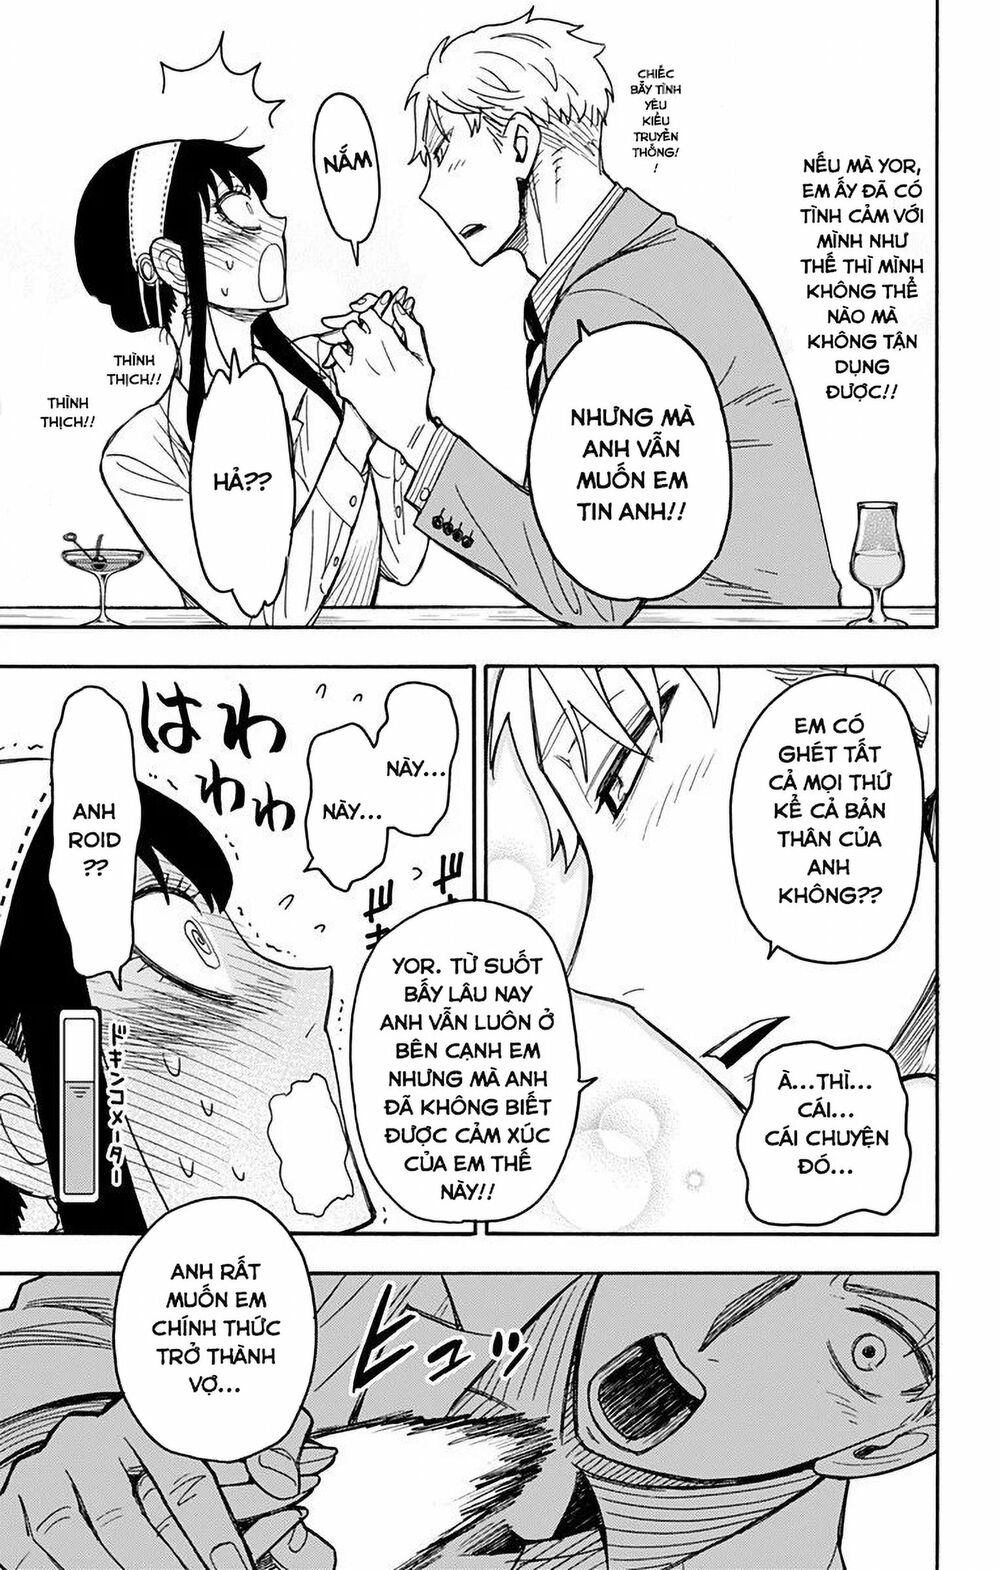 CHIẾC
BẪY TÌNH
YÊU
KIỂU
TRUYỀN
THỐNG!
!
NẾU MÀ YOR,
EM ẤY ĐÃ CÓ
TÌNH CẢM VỚI
MÌNH NHƯ
THẾ THÌ MÌNH
KHÔNG THỂ
NÀO MÀ
KHÔNG TẬN
DỤNG
ĐƯỢC!!
NẮM
NHƯNG MÀ
ANH VẪN
MUỐN EM
TIN ANH!!
HẢ??
THÌNH
THỊCH!!
THÌNH
THỊCH!!
EM CÓ
GHÉT TẤT
CẢ MỌI THỨ
KỂ CẢ BẢN
THÂN CỦA
ANH
KHÔNG??
À...THÌ...
CÁI...
CÁI CHUYỆN
ĐÓ...
YOR. TỪ SUỐT
BẤY LÂU NAY
ANH VẪN LUÔN Ở
BÊN CẠNH EM
NHƯNG MÀ ANH
ĐÃ KHÔNG BIẾT
ĐƯỢC CẢM XÚC
CỦA EM THẾ
NÀY!!
NÀY...
NÀY...
はわ
わわ
ドキ
ドキ
ANH
ROID
??
ドキンコメーター
ANH RẤT
MUỐN EM
CHÍNH THỨC
TRỞ THÀNH
VỢ...
ビュッ